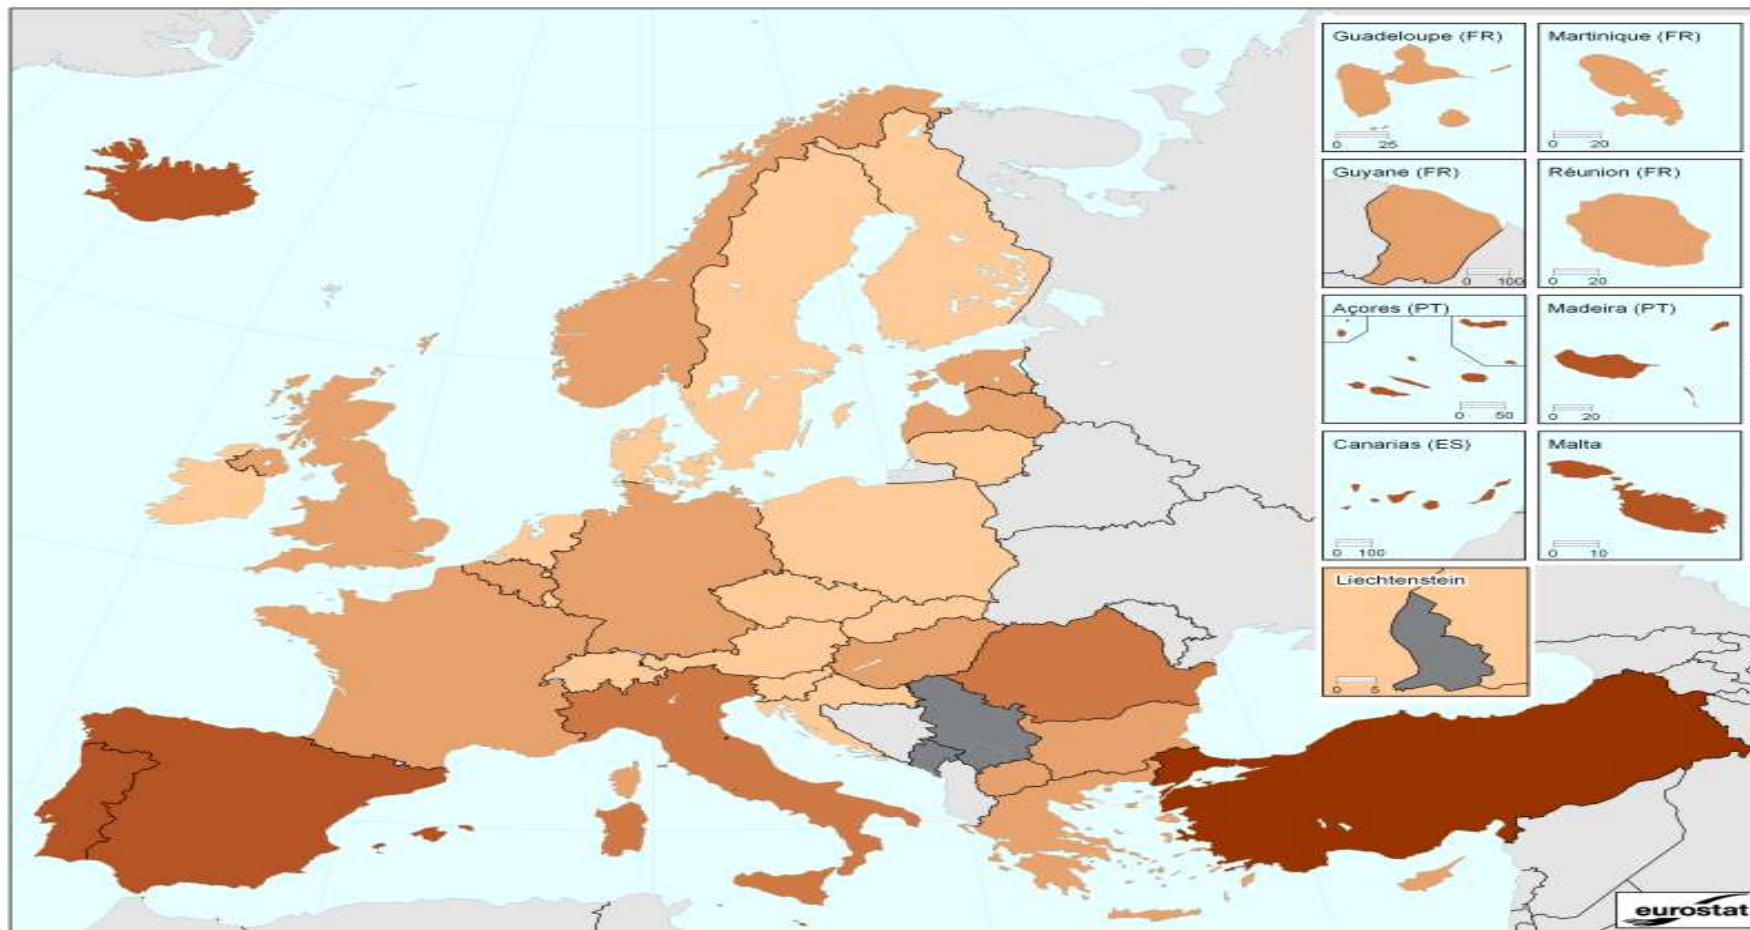 Guadeloupe (FR)
0 25
Martinique (FR)
0 20
Guyane (FR)
0 100
Réunion (FR)
0 20
Açores (PT)
0 50
Madeira (PT)
0 20
Canarias (ES)
0 100
Malta
0 10
Liechtenstein
0 5
eurostat